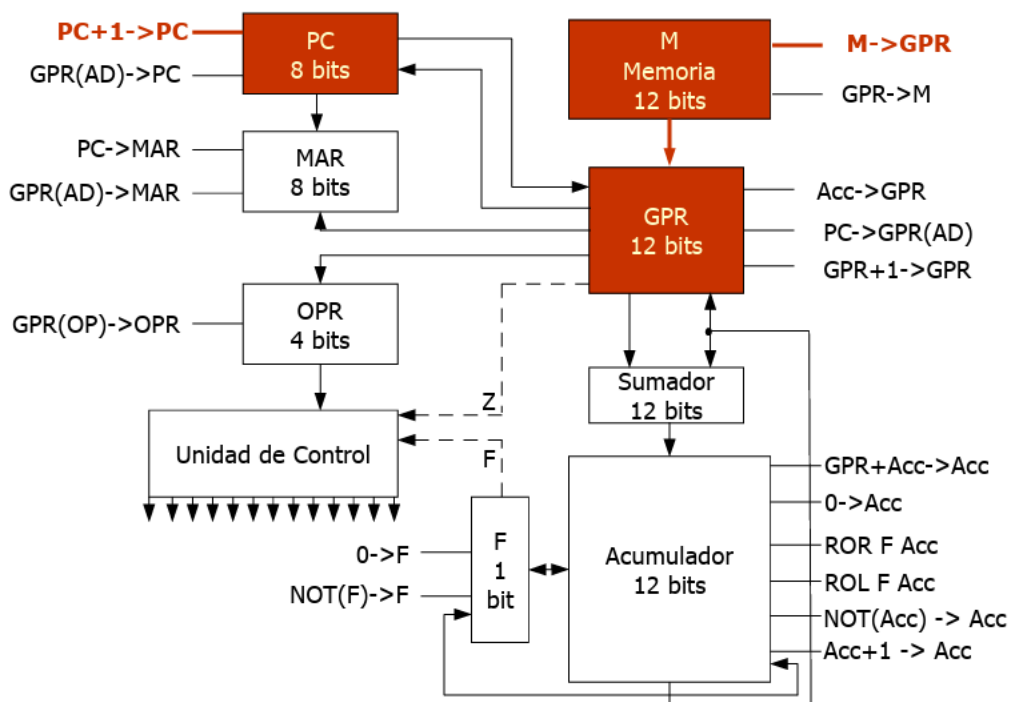 PC+1->PC
GPR(AD)->PC
PC
8 bits
M
Memoria
12 bits
M->GPR
GPR->M
PC->MAR
GPR(AD)->MAR
MAR
8 bits
GPR
12 bits
Acc->GPR
PC->GPR(AD)
GPR+1->GPR
GPR(OP)->OPR
OPR
4 bits
Sumador
12 bits
Z
F
Unidad de Control
0->F
NOT(F)->F
F
1
bit
Acumulador
12 bits
GPR+Acc->Acc
0->Acc
ROR F Acc
ROL F Acc
NOT(Acc) -> Acc
Acc+1 -> Acc